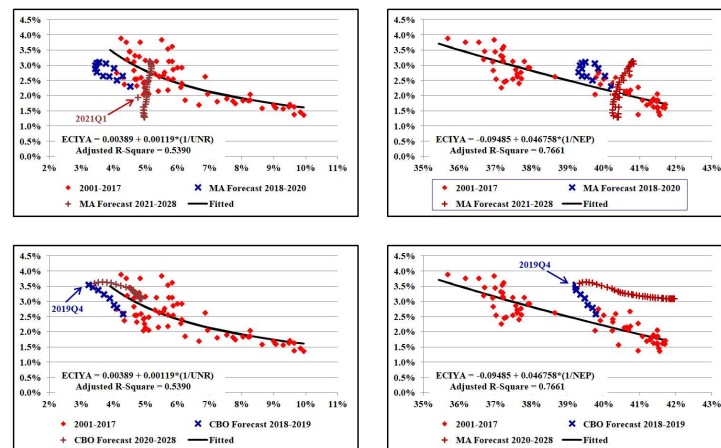 4.5%
4.0%
3.5%
3.0%
2.5%
2.0%
1.5%
1.0%
0.5%
0.0%
2021Q1
ECIYA = 0.00389 + 0.00119*(1/UNR)
Adjusted R-Square = 0.5390
2% 3% 4% 5% 6% 7% 8% 9% 10% 11%
2001-2017 MA Forecast 2018-2020
MA Forecast 2021-2028 Fitted
4.5%
4.0%
3.5%
3.0%
2.5%
2.0%
1.5%
1.0%
0.5%
0.0%
ECIYA = -0.09485 + 0.046758*(1/NEP)
Adjusted R-Square = 0.7661
35% 36% 37% 38% 39% 40% 41% 42% 43%
2001-2017 MA Forecast 2018-2020
MA Forecast 2021-2028 Fitted
4.5%
4.0%
3.5%
3.0%
2.5%
2.0%
1.5%
1.0%
0.5%
0.0%
2019Q4
ECIYA = 0.00389 + 0.00119*(1/UNR)
Adjusted R-Square = 0.5390
2% 3% 4% 5% 6% 7% 8% 9% 10% 11%
2001-2017 CBO Forecast 2018-2019
CBO Forecast 2020-2028 Fitted
4.5%
4.0%
3.5%
3.0%
2.5%
2.0%
1.5%
1.0%
0.5%
0.0%
2019Q4
ECIYA = -0.09485 + 0.046758*(1/NEP)
Adjusted R-Square = 0.7661
35% 36% 37% 38% 39% 40% 41% 42% 43%
2001-2017 CBO Forecast 2018-2019
MA Forecast 2020-2028 Fitted